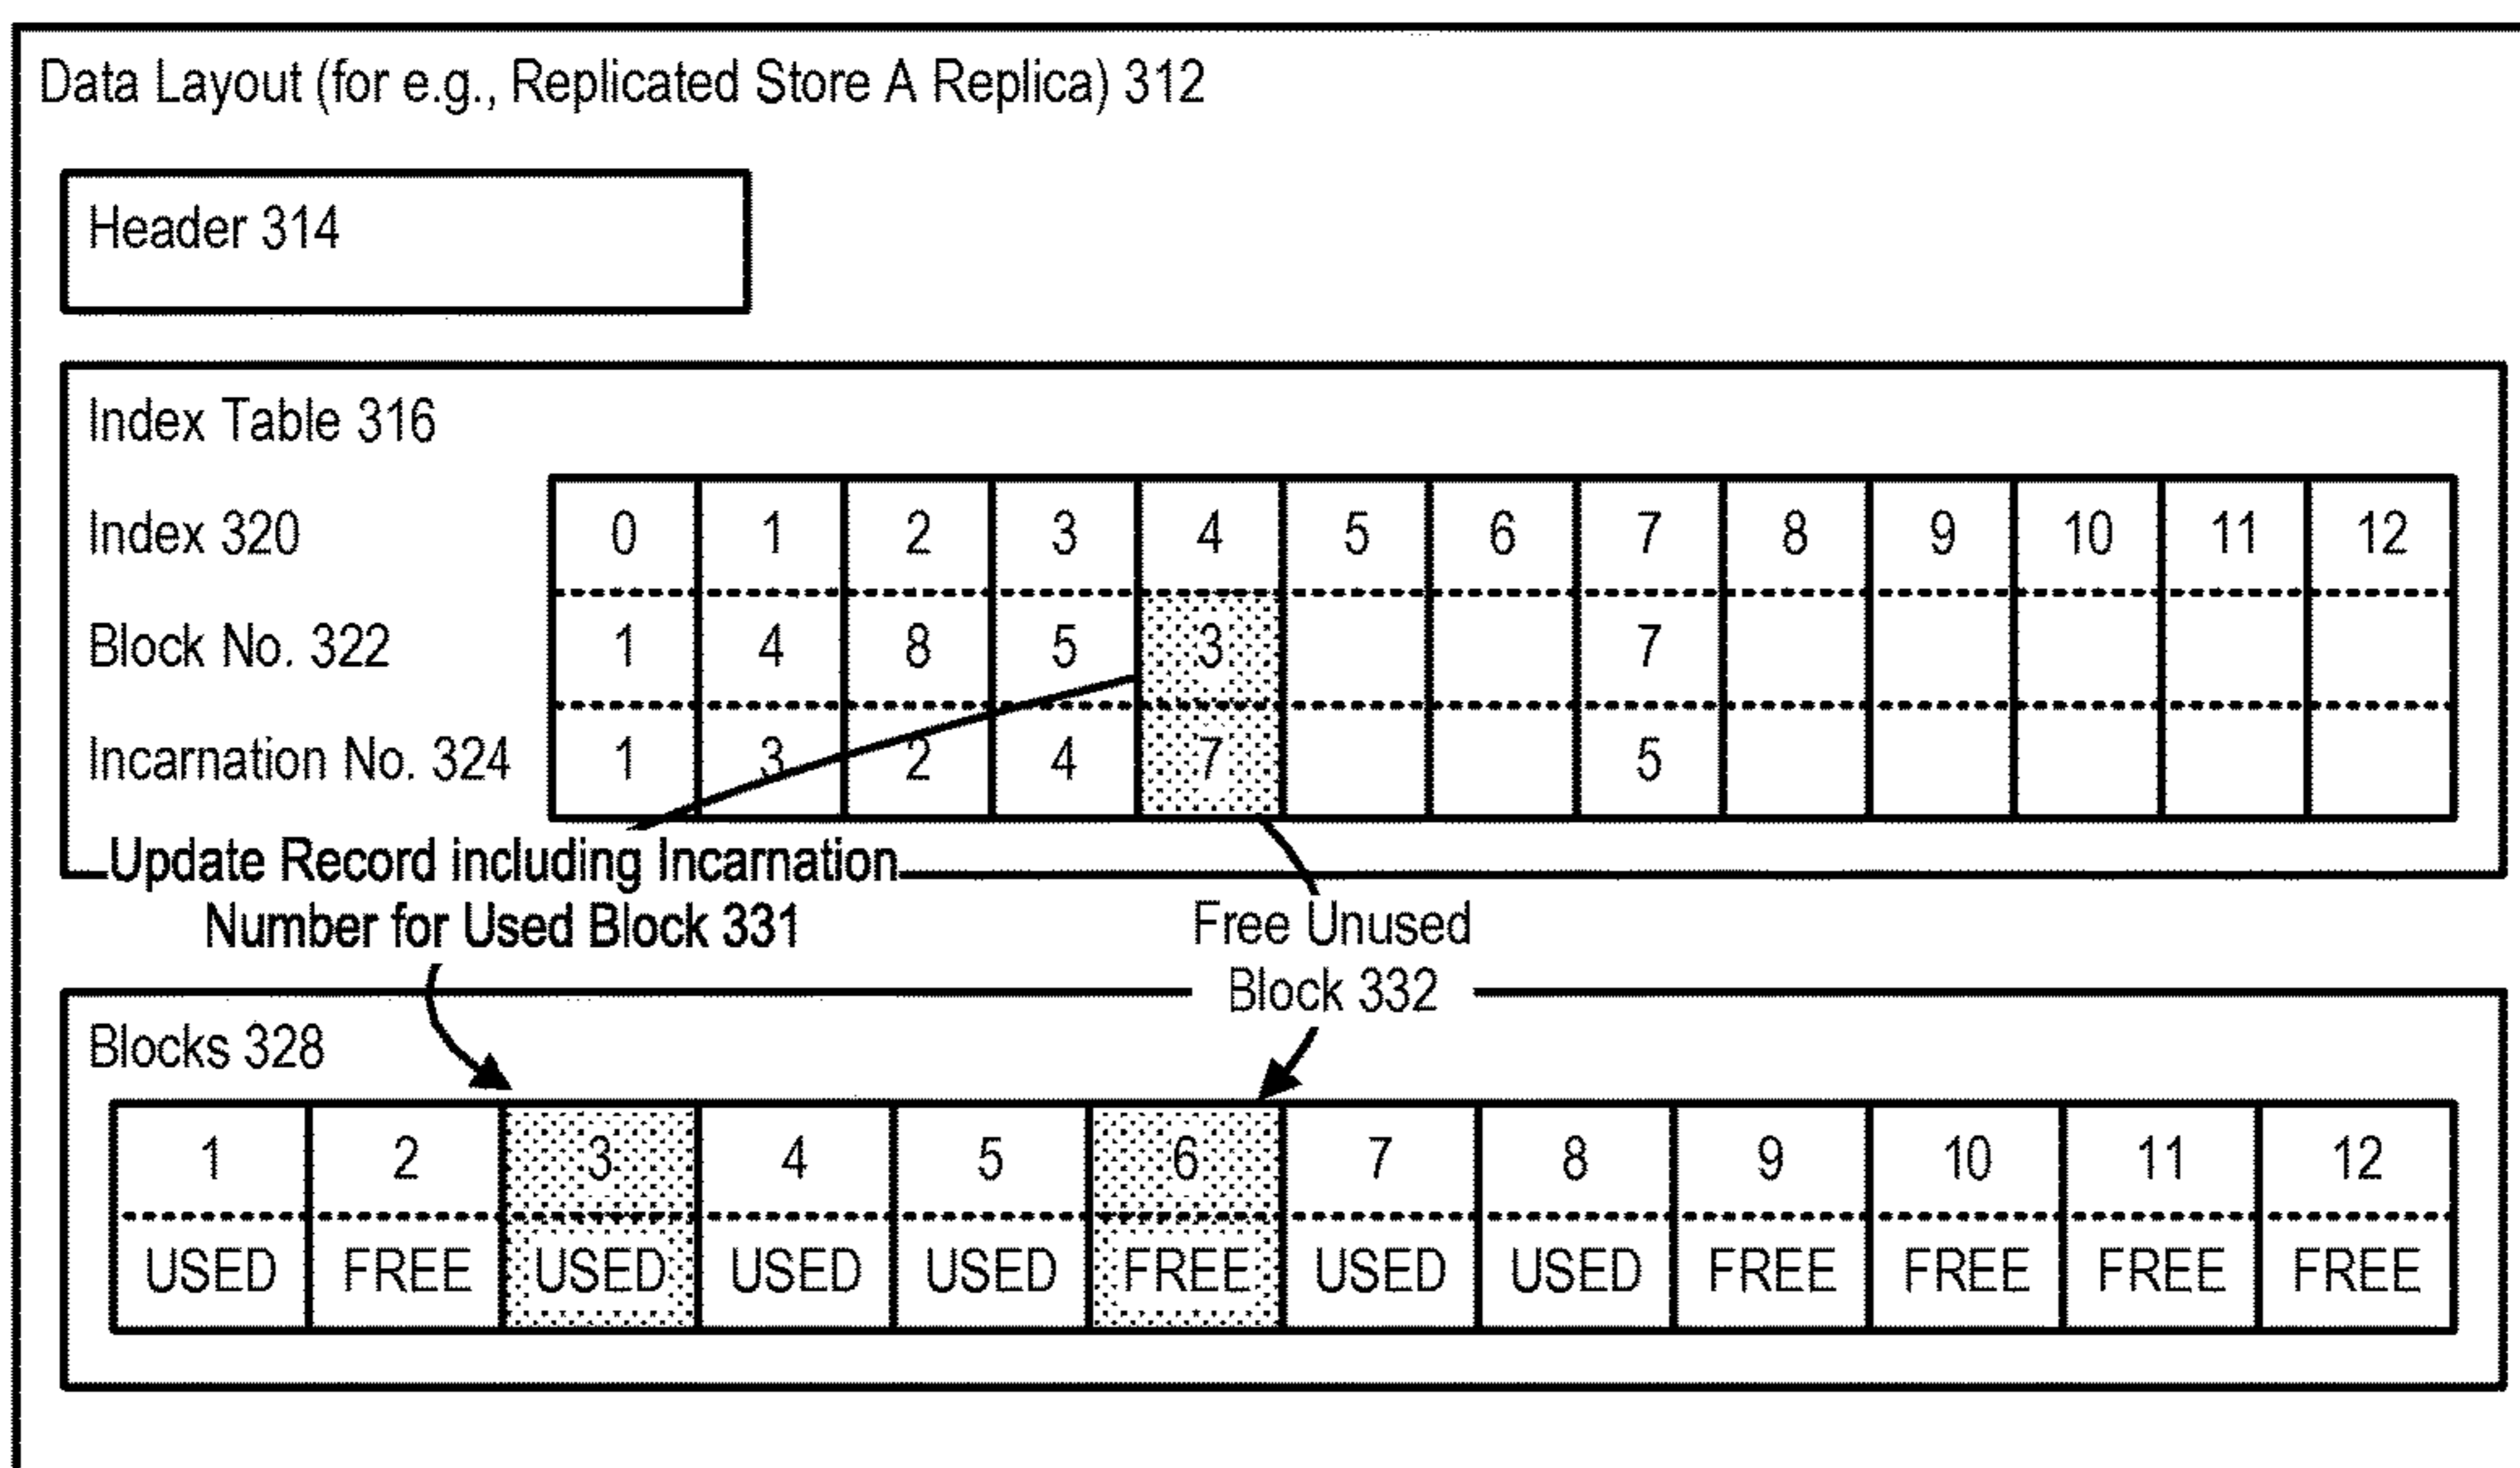 Data Layout (for e.g., Replicated Store A Replica) 312
Header 314
Index Table 316
Index 320 0 1 2 3 4 5 6 7 8 9 10 11 12
Block No. 322 1 4 8 5 3 7
Incarnation No. 324 1 3 2 4 7 5
Update Record including Incarnation
Number for Used Block 331
Free Unused
Block 332
Blocks 328
1 2 3 4 5 6 7 8 9 10 11 12
USED FREE USED USED USED FREE USED USED FREE FREE FREE FREE